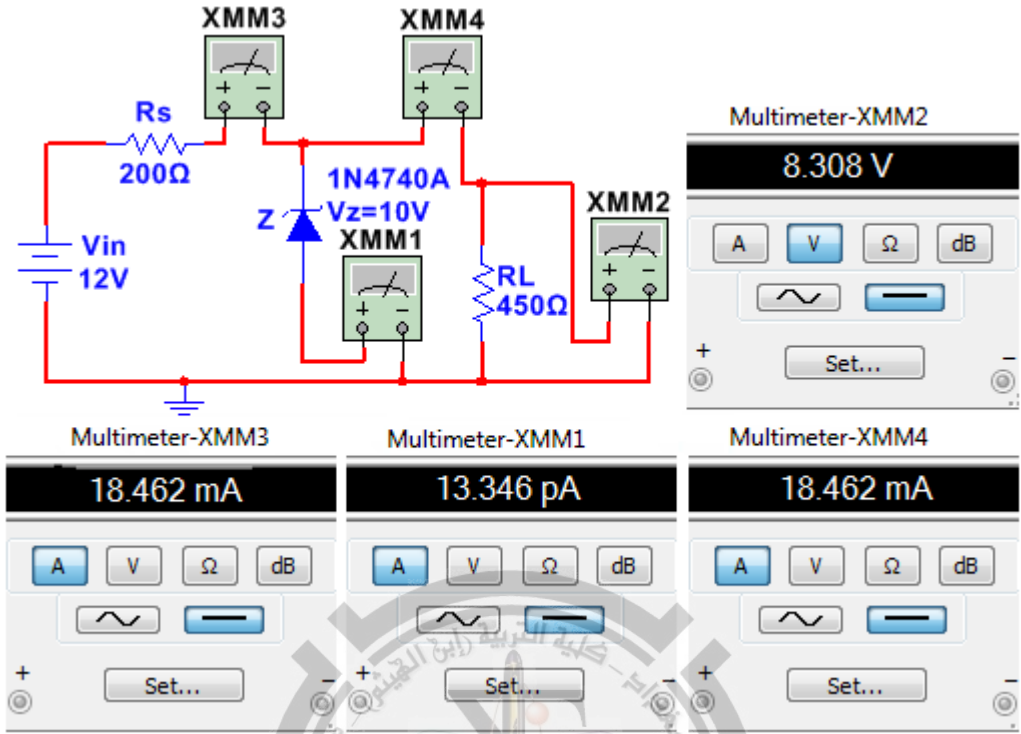 XMM3
XMM4
Rs
200Ω
1N4740A
Vz=10V
Z
XMM1
XMM2
Vin
12V
RL
450Ω
+ −
+ −
+ −
+ −
Multimeter-XMM2
8.308 V
A V Ω dB
+ Set... −
Multimeter-XMM3
18.462 mA
A V Ω dB
+ Set... −
Multimeter-XMM1
13.346 pA
A V Ω dB
+ Set... −
Multimeter-XMM4
18.462 mA
A V Ω dB
+ Set... −
كلية التربية